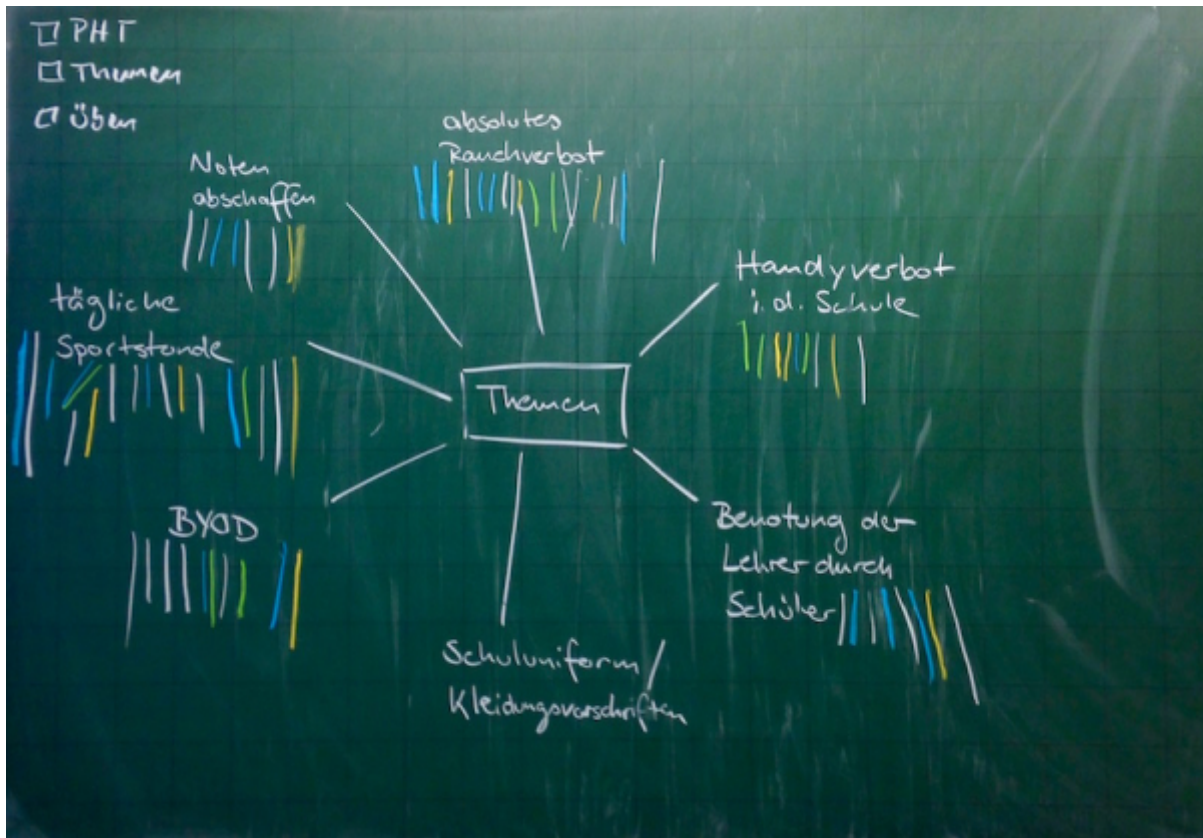 PHT
Themen
Üben
absolutes
Rauchverbot
Noten
abschaffen
Handyverbot
i.d. Schule
tägliche
Sportstunde
Themen
BYOD
Benotung der
Lehrer durch
Schüler
Schuluniform /
Kleidungsvorschriften